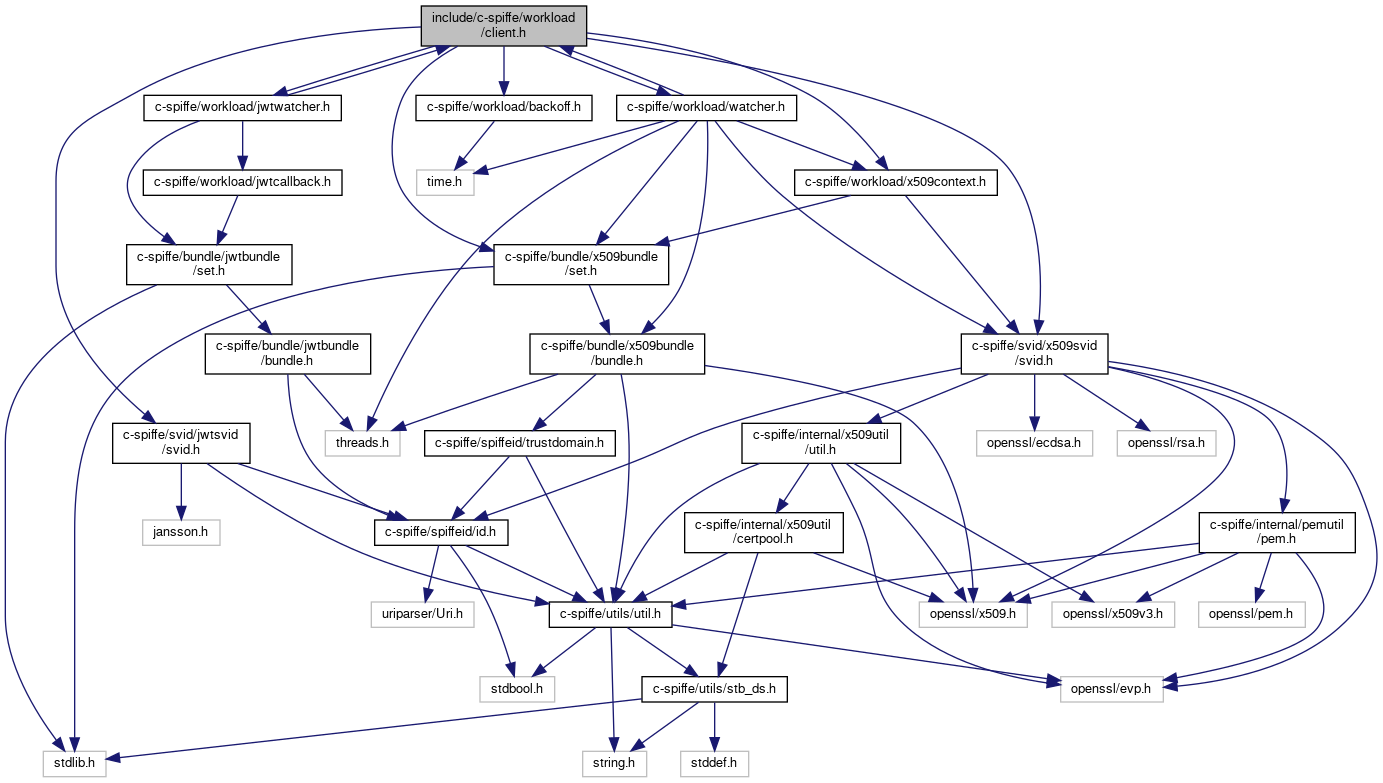 include/c-spiffe/workload
/client.h
c-spiffe/workload/jwtwatcher.h
c-spiffe/workload/backoff.h
c-spiffe/workload/watcher.h
c-spiffe/workload/jwtcallback.h
time.h
c-spiffe/workload/x509context.h
c-spiffe/bundle/jwtbundle
/set.h
c-spiffe/bundle/x509bundle
/set.h
c-spiffe/bundle/jwtbundle
/bundle.h
c-spiffe/bundle/x509bundle
/bundle.h
c-spiffe/svid/x509svid
/svid.h
c-spiffe/svid/jwtsvid
/svid.h
threads.h
c-spiffe/spiffeid/trustdomain.h
c-spiffe/internal/x509util
/util.h
openssl/ecdsa.h
openssl/rsa.h
jansson.h
c-spiffe/spiffeid/id.h
c-spiffe/internal/x509util
/certpool.h
c-spiffe/internal/pemutil
/pem.h
uriparser/Uri.h
c-spiffe/utils/util.h
openssl/x509.h
openssl/x509v3.h
openssl/pem.h
stdbool.h
c-spiffe/utils/stb_ds.h
openssl/evp.h
stdlib.h
string.h
stddef.h